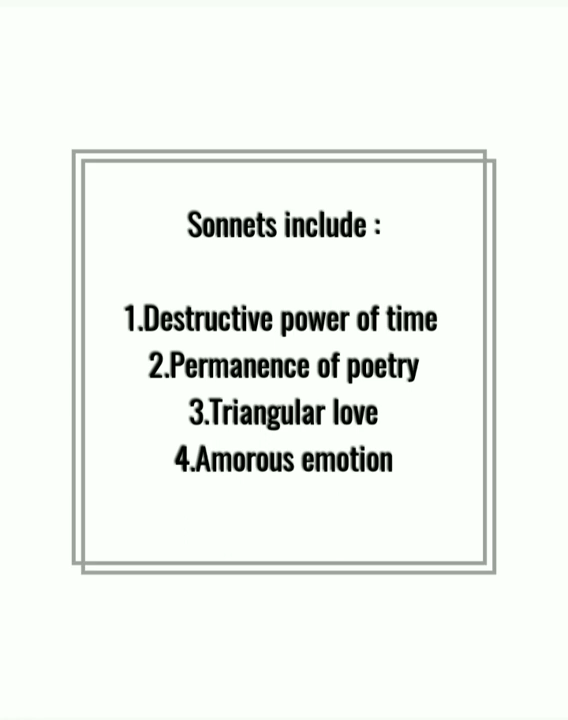 Sonnets include :
1.Destructive power of time
2.Permanence of poetry
3.Triangular love
4.Amorous emotion